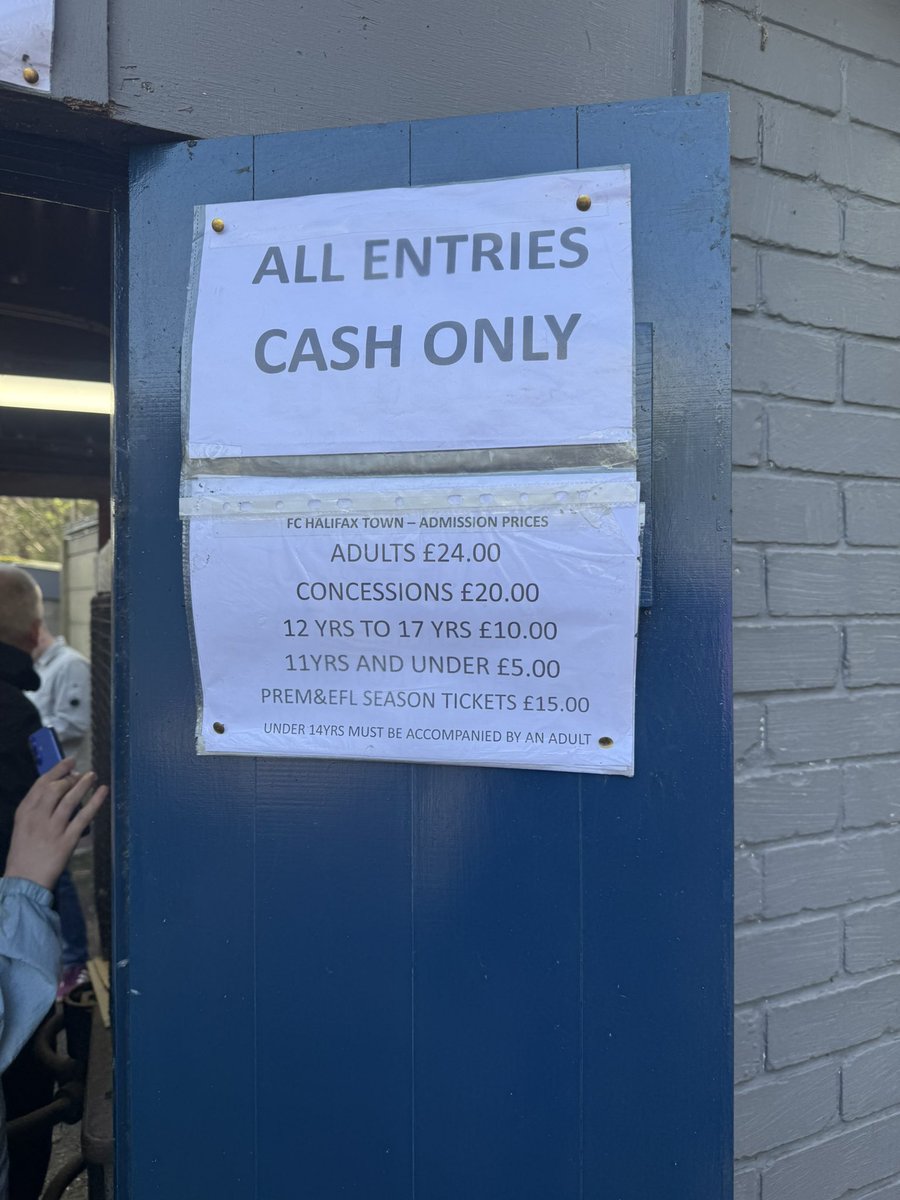 ALL ENTRIES
CASH ONLY
FC HALIFAX TOWN – ADMISSION PRICES
ADULTS £24.00
CONCESSIONS £20.00
12 YRS TO 17 YRS £10.00
11YRS AND UNDER £5.00
PREM&EFL SEASON TICKETS £15.00
UNDER 14YRS MUST BE ACCOMPANIED BY AN ADULT